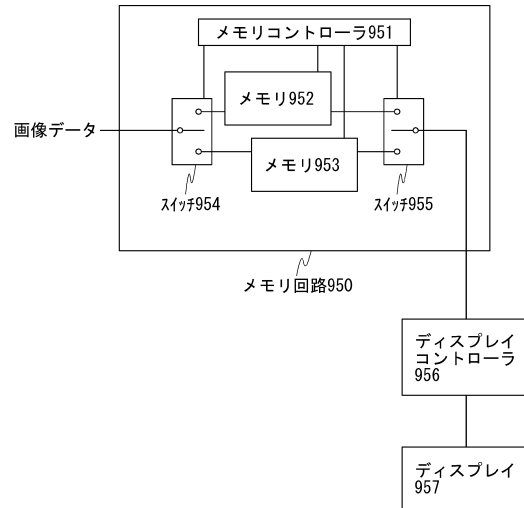 メモリコントローラ951
メモリ952
画像データ
メモリ953
スイッチ954
スイッチ955
メモリ回路950
ディスプレイ
コントローラ
956
ディスプレイ
957